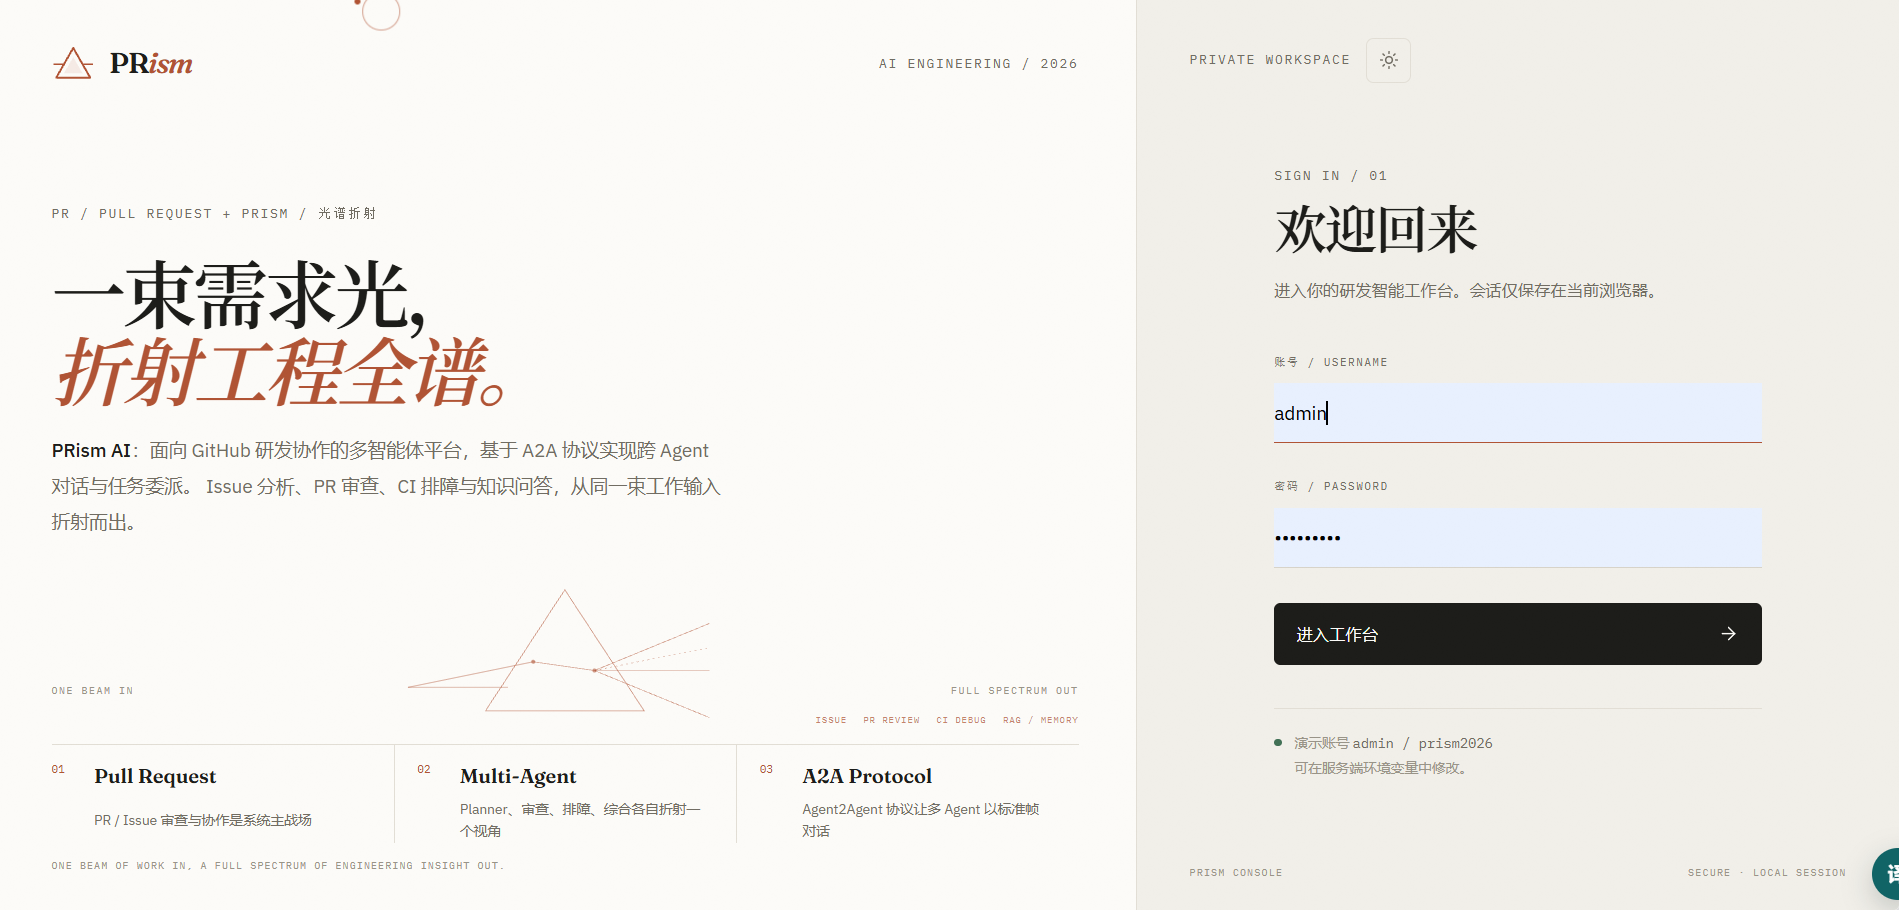 PRism
AI ENGINEERING / 2026
PR / PULL REQUEST + PRISM / 光谱折射
一束需求光,
折射工程全谱。
PRism AI：面向 GitHub 研发协作的多智能体平台，基于 A2A 协议实现跨 Agent
对话与任务委派。 Issue 分析、PR 审查、CI 排障与知识问答，从同一束工作输入
折射而出。
ONE BEAM IN
FULL SPECTRUM OUT
ISSUE PR REVIEW CI DEBUG RAG / MEMORY
01 Pull Request
PR / Issue 审查与协作是系统主战场
02 Multi-Agent
Planner、审查、排障、综合各自折射一
个视角
03 A2A Protocol
Agent2Agent 协议让多 Agent 以标准帧
对话
ONE BEAM OF WORK IN, A FULL SPECTRUM OF ENGINEERING INSIGHT OUT.
PRIVATE WORKSPACE
SIGN IN / 01
欢迎回来
进入你的研发智能工作台。会话仅保存在当前浏览器。
账号 / USERNAME
admin
密码 / PASSWORD
•••••••••
进入工作台
演示账号 admin / prism2026
可在服务端环境变量中修改。
PRISM CONSOLE
SECURE · LOCAL SESSION